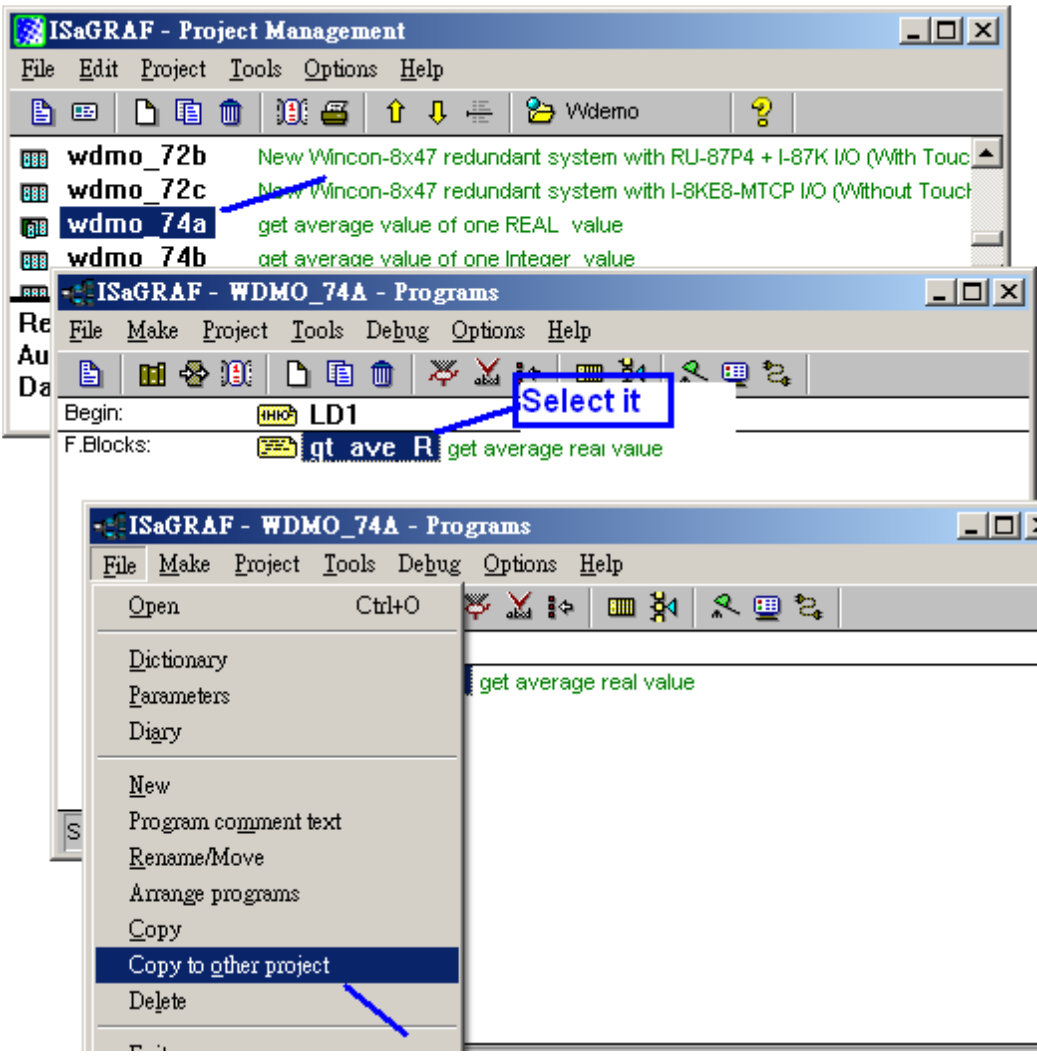 ISaGRAF - Project Management
File Edit Project Tools Options Help
Wdemo
wdmo_72b New Wincon-8x47 redundant system with RU-87P4 + I-87K I/O (With Touc
wdmo_72c New Wincon-8x47 redundant system with I-8KE8-MTCP I/O (Without Touch
wdmo_74a get average value of one REAL value
wdmo_74b get average value of one Integer value
Re
Au
Da
ISaGRAF - WDMO_74A - Programs
File Make Project Tools Debug Options Help
Select it
Begin: LD1
F.Blocks: gt_ave_R get average real value
S
ISaGRAF - WDMO_74A - Programs
File Make Project Tools Debug Options Help
Open Ctrl+O
Dictionary
Parameters
Diary
New
Program comment text
Rename/Move
Arrange programs
Copy
Copy to other project
Delete
get average real value